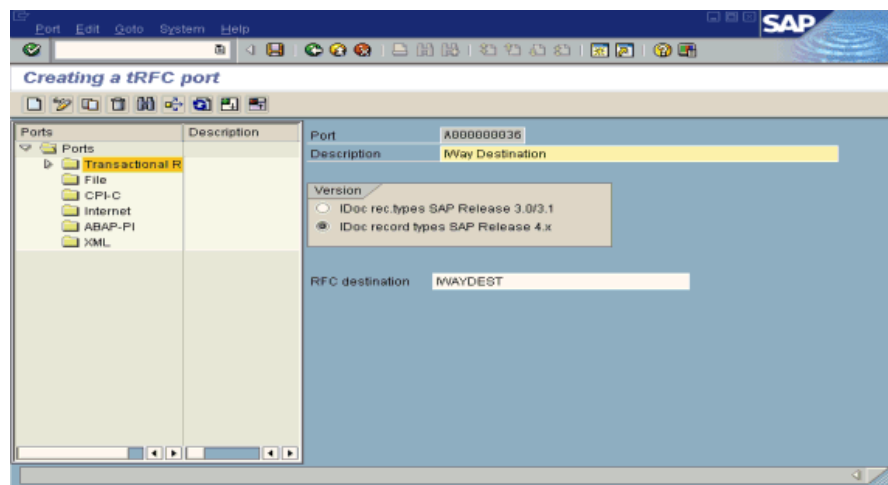 Port Edit Goto System Help
SAP
Creating a tRFC port
Ports Description
Ports
Transactional R
File
CPI-C
Internet
ABAP-PI
XML
Port A000000036
Description IWay Destination
Version
IDoc rec.types SAP Release 3.0/3.1
IDoc record types SAP Release 4.x
RFC destination IWAYDEST